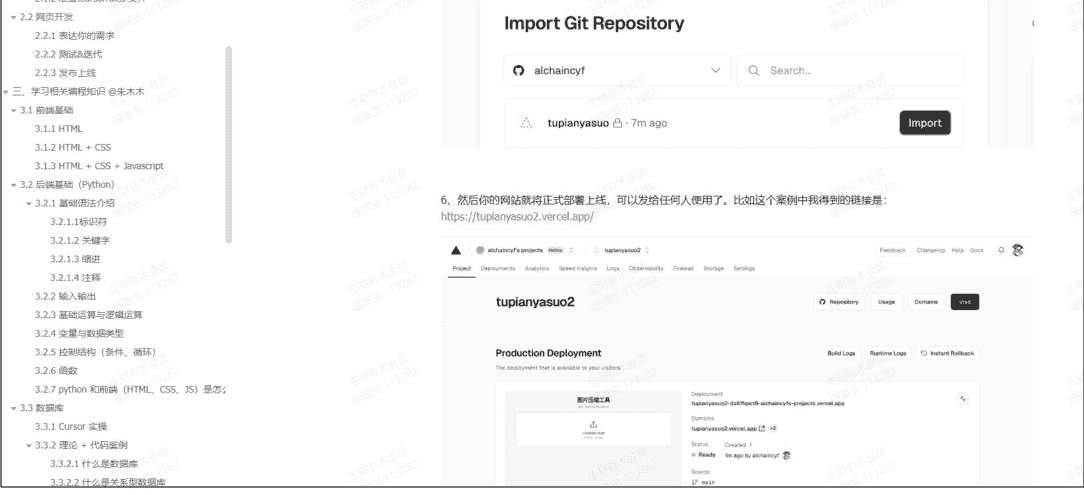 2.2 网页开发
2.2.1 表达你的需求
2.2.2 测试&迭代
2.2.3 发布上线
三、学习相关编程知识 @朱木木
3.1 前端基础
3.1.1 HTML
3.1.2 HTML + CSS
3.1.3 HTML + CSS + Javascript
3.2 后端基础（Python）
3.2.1 基础语法介绍
3.2.1.1标识符
3.2.1.2 关键字
3.2.1.3 缩进
3.2.1.4 注释
3.2.2 输入输出
3.2.3 基础运算与逻辑运算
3.2.4 变量与数据类型
3.2.5 控制结构（条件、循环）
3.2.6 函数
3.2.7 python 和前端（HTML、CSS、JS）是怎么
3.3 数据库
3.3.1 Cursor 实操
3.3.2 理论 + 代码案例
3.3.2.1 什么是数据库
3.3.2.2 什么是关系型数据库
Import Git Repository
alchaincyf
Search...
tupianyasuo · 7m ago
Import
6、然后你的网站就将正式部署上线，可以发给任何人使用了。比如这个案例中我得到的链接是：
https://tupianyasuo2.vercel.app/
alchaincyf's projects Hobby tupianyasuo2
Feedback Changelog Help Docs
Project Deployments Analytics Speed Insights Logs Observability Firewall Storage Settings
tupianyasuo2
Repository Usage Domains Visit
Production Deployment
Build Logs Runtime Logs Instant Rollback
The deployment that is available to your visitors.
图片压缩工具
Deployment
Domains
tupianyasuo2.vercel.app +2
Status Created
Ready 1m ago by alchaincyf
Source
main